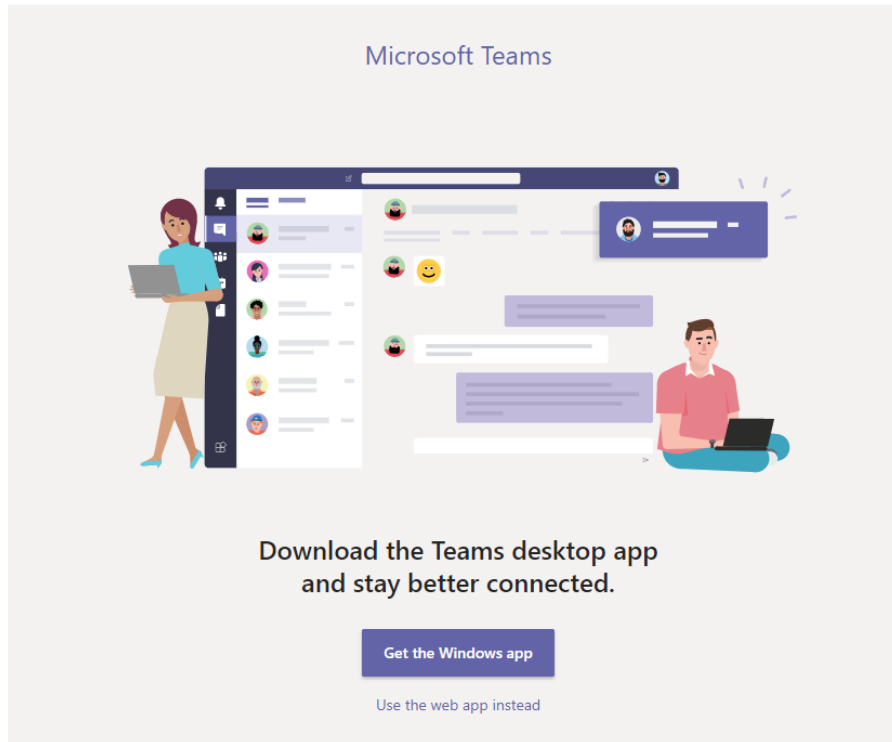 Microsoft Teams
Download the Teams desktop app
and stay better connected.
Get the Windows app
Use the web app instead